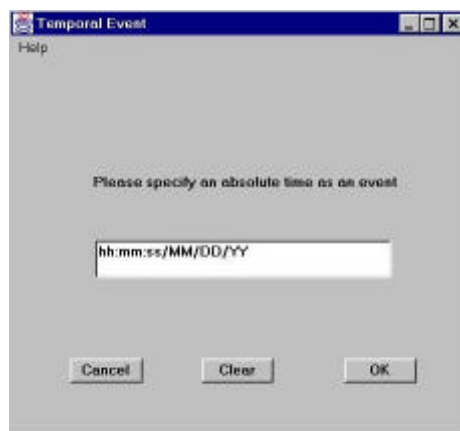 Temporal Event
Help
Please specify an absolute time as an event
hh:mm:ss/MM/DD/YY
Cancel Clear OK